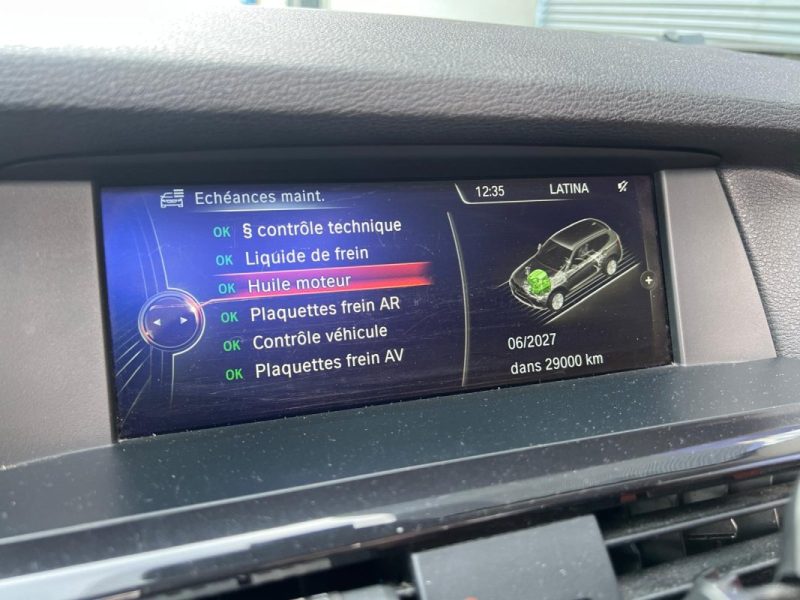 Echéances maint.
12:35 LATINA
OK § contrôle technique
OK Liquide de frein
OK Huile moteur
OK Plaquettes frein AR
OK Contrôle véhicule
OK Plaquettes frein AV
06/2027
dans 29000 km